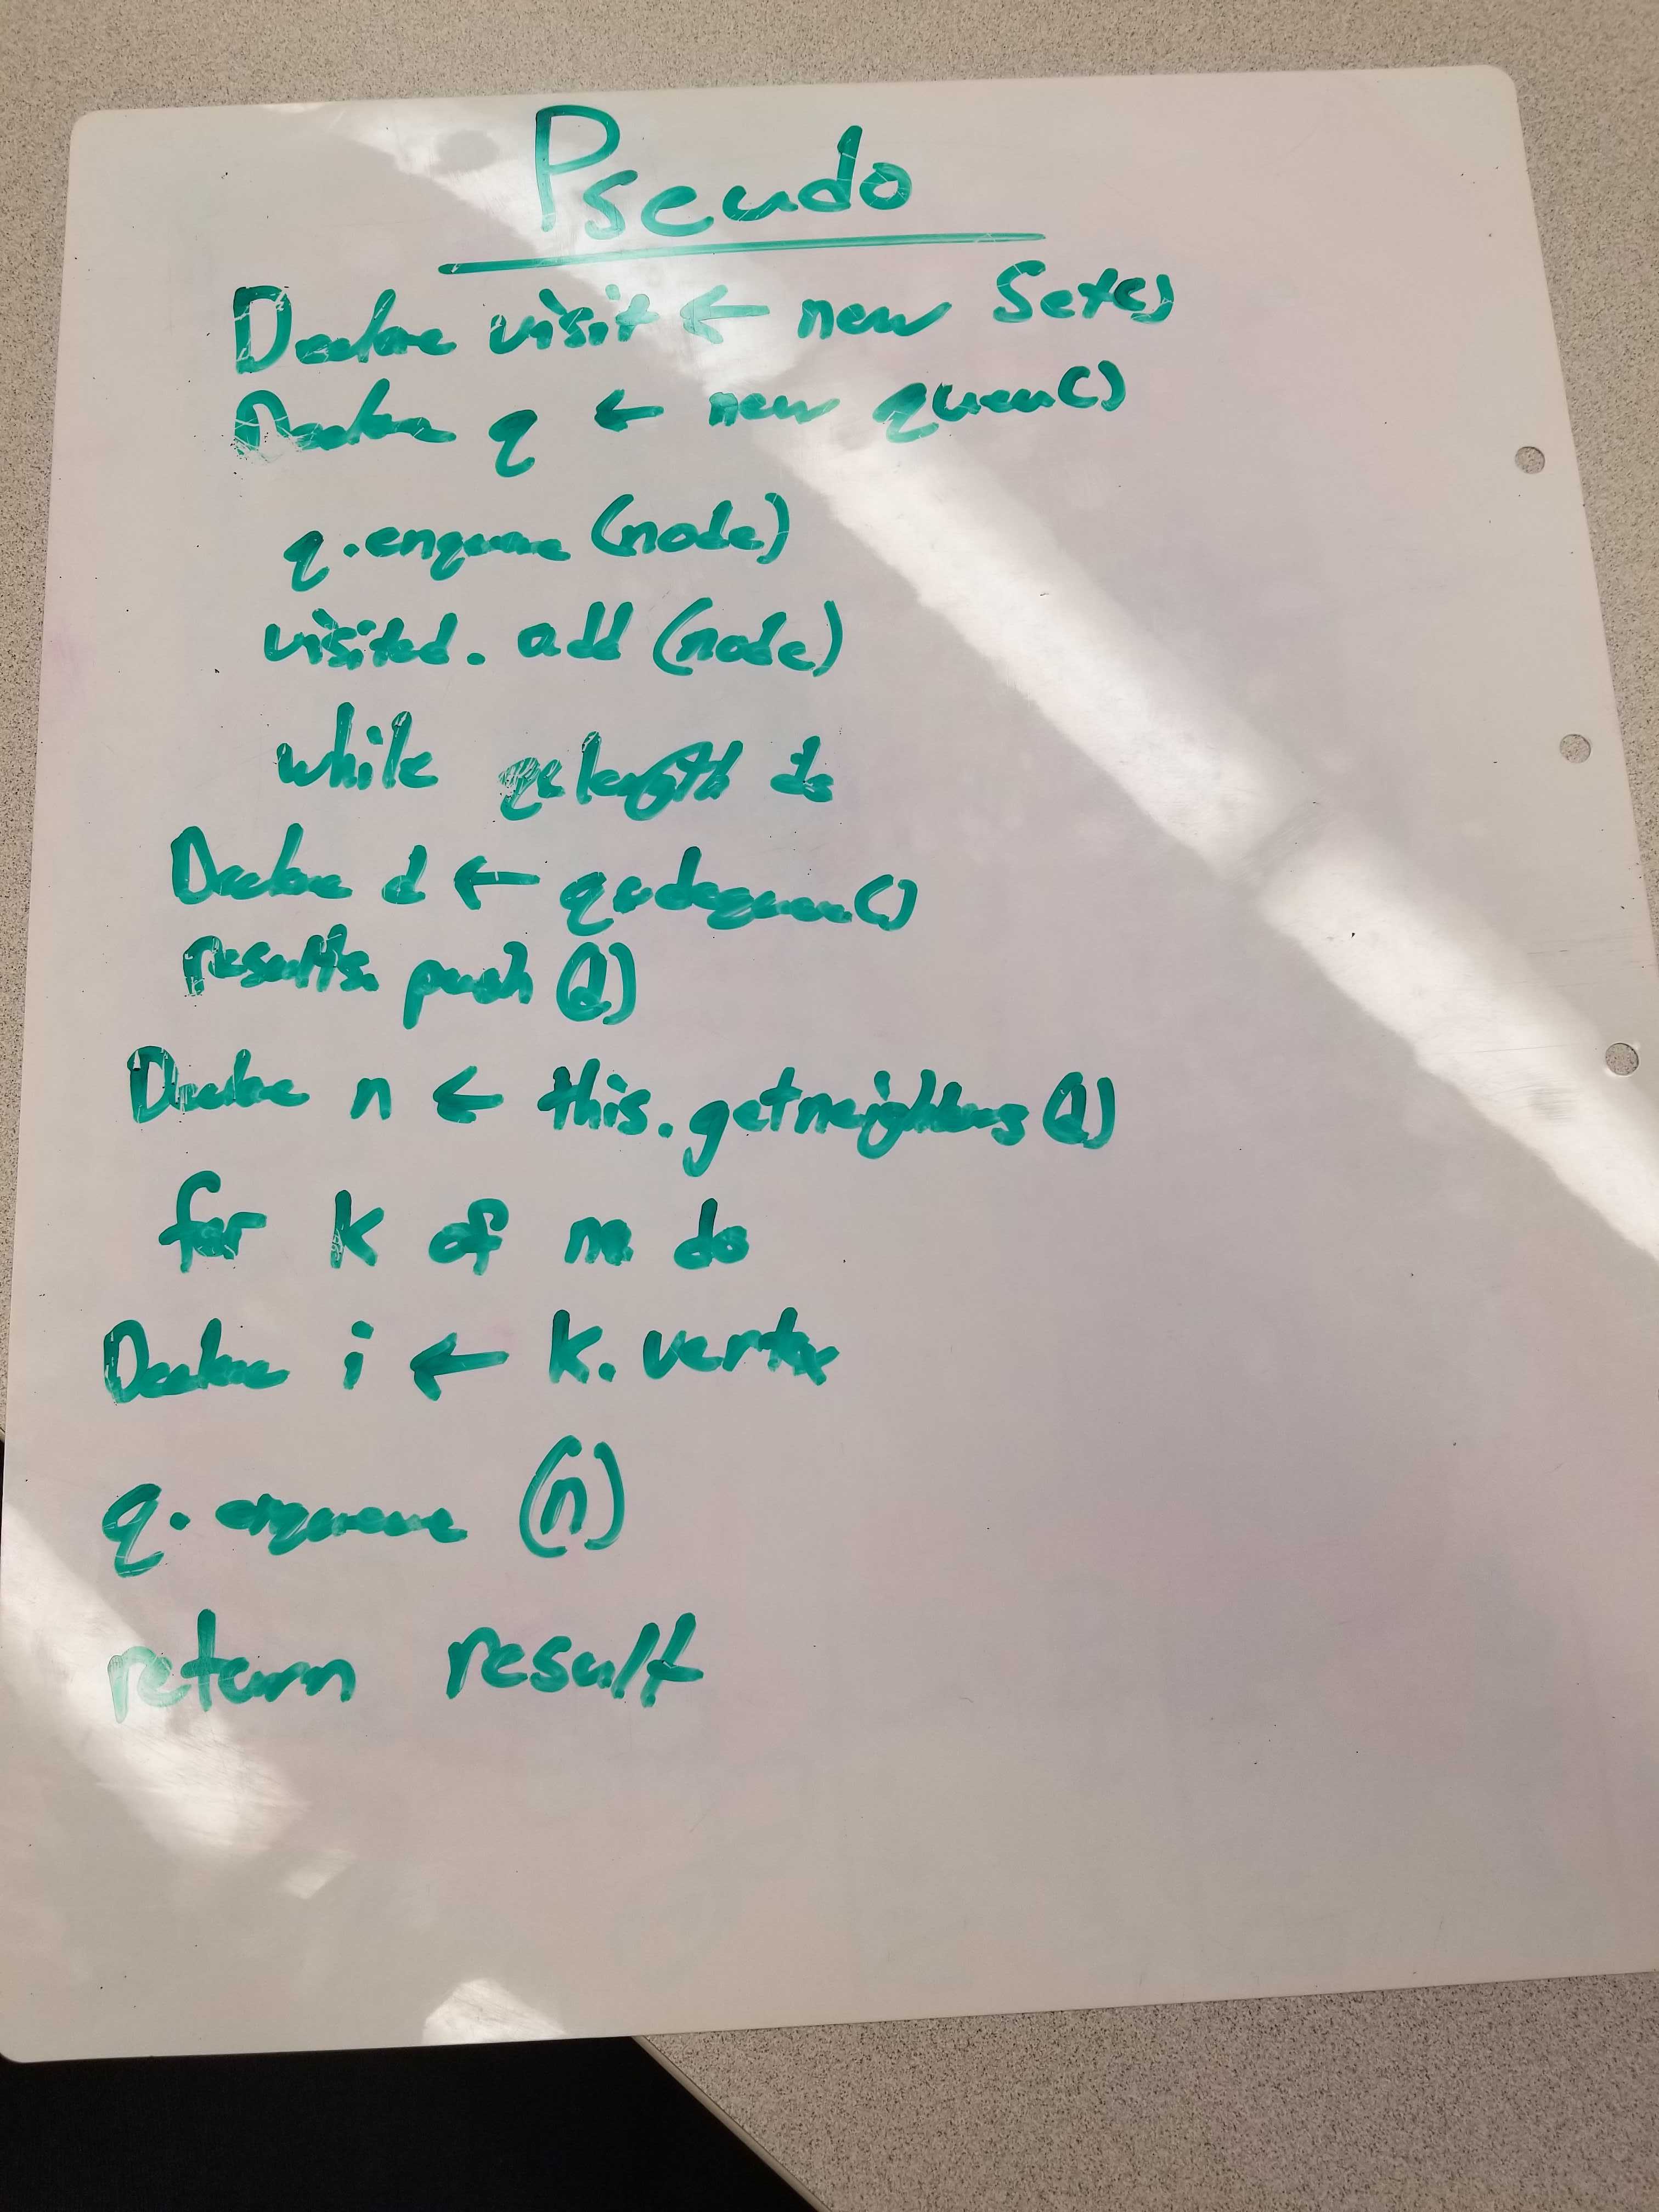 Pseudo
Declare visit ← new Set()
Declare q ← new queue()
q.enqueue (node)
visited. add (node)
while q.length do
Declare d ← q.dequeue()
results. push (d)
Declare n ← this.getneighbors (d)
for k of n do
Declare i ← k.vertex
q. enqueue (n)
return result